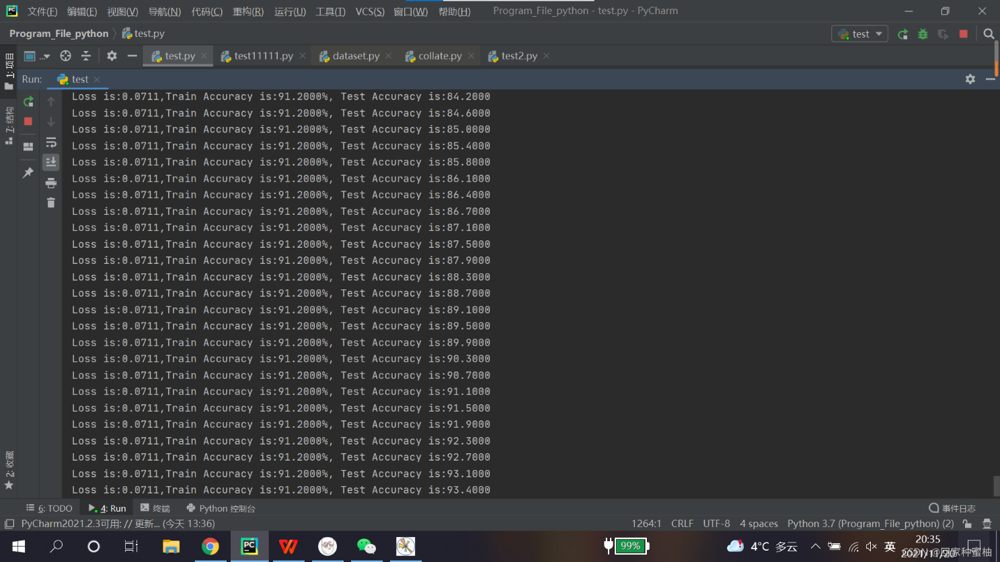 文件(F) 编辑(E) 视图(V) 导航(N) 代码(C) 重构(R) 运行(U) 工具(T) VCS(S) 窗口(W) 帮助(H) Program_File_python - test.py - PyCharm
Program_File_python test.py test
... test.py test11111.py dataset.py collate.py test2.py
1: 项目
Run: test
7: 结构
Loss is:0.0711,Train Accuracy is:91.2000%, Test Accuracy is:84.2000
Loss is:0.0711,Train Accuracy is:91.2000%, Test Accuracy is:84.6000
Loss is:0.0711,Train Accuracy is:91.2000%, Test Accuracy is:85.0000
Loss is:0.0711,Train Accuracy is:91.2000%, Test Accuracy is:85.4000
Loss is:0.0711,Train Accuracy is:91.2000%, Test Accuracy is:85.8000
Loss is:0.0711,Train Accuracy is:91.2000%, Test Accuracy is:86.1000
Loss is:0.0711,Train Accuracy is:91.2000%, Test Accuracy is:86.4000
Loss is:0.0711,Train Accuracy is:91.2000%, Test Accuracy is:86.7000
Loss is:0.0711,Train Accuracy is:91.2000%, Test Accuracy is:87.1000
Loss is:0.0711,Train Accuracy is:91.2000%, Test Accuracy is:87.5000
Loss is:0.0711,Train Accuracy is:91.2000%, Test Accuracy is:87.9000
Loss is:0.0711,Train Accuracy is:91.2000%, Test Accuracy is:88.3000
Loss is:0.0711,Train Accuracy is:91.2000%, Test Accuracy is:88.7000
Loss is:0.0711,Train Accuracy is:91.2000%, Test Accuracy is:89.1000
Loss is:0.0711,Train Accuracy is:91.2000%, Test Accuracy is:89.5000
Loss is:0.0711,Train Accuracy is:91.2000%, Test Accuracy is:89.9000
Loss is:0.0711,Train Accuracy is:91.2000%, Test Accuracy is:90.3000
Loss is:0.0711,Train Accuracy is:91.2000%, Test Accuracy is:90.7000
Loss is:0.0711,Train Accuracy is:91.2000%, Test Accuracy is:91.1000
Loss is:0.0711,Train Accuracy is:91.2000%, Test Accuracy is:91.5000
Loss is:0.0711,Train Accuracy is:91.2000%, Test Accuracy is:91.9000
Loss is:0.0711,Train Accuracy is:91.2000%, Test Accuracy is:92.3000
Loss is:0.0711,Train Accuracy is:91.2000%, Test Accuracy is:92.7000
Loss is:0.0711,Train Accuracy is:91.2000%, Test Accuracy is:93.1000
Loss is:0.0711,Train Accuracy is:91.2000%, Test Accuracy is:93.4000
2: 收藏
6: TODO 4: Run 终端 Python 控制台 事件日志
PyCharm2021.2.3可用: // 更新... (今天 13:36) 1264:1 CRLF UTF-8 4 spaces Python 3.7 (Program_File_python) (2)
PC 99% 4°C 多云 英 20:35
2021/11/20
CSDN @回家种蜜柚